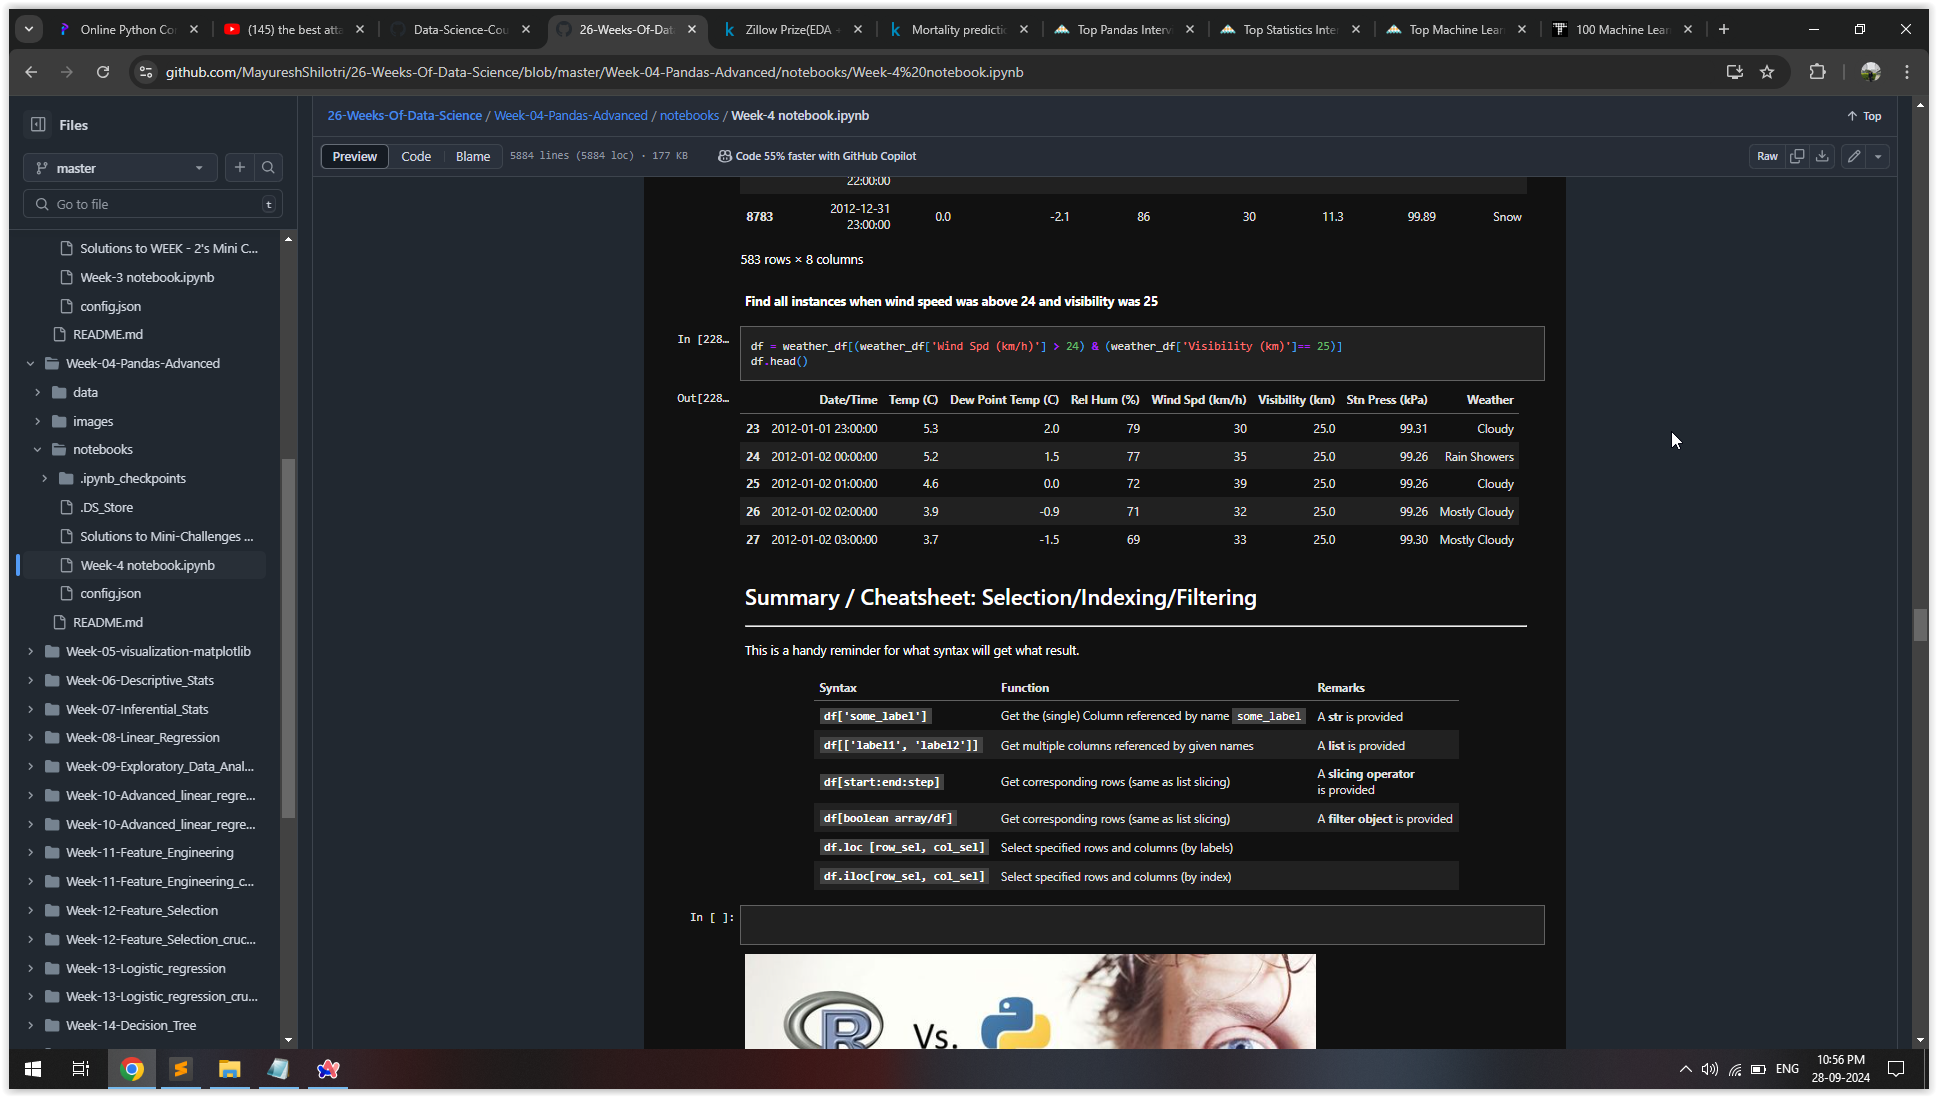 Online Python Cor
(145) the best atta
Data-Science-Cou
26-Weeks-Of-Dat
Zillow Prize(EDA +
Mortality predictio
Top Pandas Intervi
Top Statistics Inter
Top Machine Learn
100 Machine Learn
github.com/MayureshShilotri/26-Weeks-Of-Data-Science/blob/master/Week-04-Pandas-Advanced/notebooks/Week-4%20notebook.ipynb
Files
master
Go to file
t
Solutions to WEEK - 2's Mini C...
Week-3 notebook.ipynb
config.json
README.md
Week-04-Pandas-Advanced
data
images
notebooks
.ipynb_checkpoints
.DS_Store
Solutions to Mini-Challenges ...
Week-4 notebook.ipynb
config.json
README.md
Week-05-visualization-matplotlib
Week-06-Descriptive_Stats
Week-07-Inferential_Stats
Week-08-Linear_Regression
Week-09-Exploratory_Data_Anal...
Week-10-Advanced_linear_regre...
Week-10-Advanced_linear_regre...
Week-11-Feature_Engineering
Week-11-Feature_Engineering_c...
Week-12-Feature_Selection
Week-12-Feature_Selection_cruc...
Week-13-Logistic_regression
Week-13-Logistic_regression_cru...
Week-14-Decision_Tree
26-Weeks-Of-Data-Science / Week-04-Pandas-Advanced / notebooks / Week-4 notebook.ipynb
Top
Preview Code Blame 5884 lines (5884 loc) · 177 KB Code 55% faster with GitHub Copilot
Raw
22:00:00
8783 2012-12-31 23:00:00 0.0 -2.1 86 30 11.3 99.89 Snow
583 rows × 8 columns
Find all instances when wind speed was above 24 and visibility was 25
In [228…
df = weather_df[(weather_df['Wind Spd (km/h)'] > 24) & (weather_df['Visibility (km)']== 25)]
df.head()
Out[228…
Date/Time Temp (C) Dew Point Temp (C) Rel Hum (%) Wind Spd (km/h) Visibility (km) Stn Press (kPa) Weather
23 2012-01-01 23:00:00 5.3 2.0 79 30 25.0 99.31 Cloudy
24 2012-01-02 00:00:00 5.2 1.5 77 35 25.0 99.26 Rain Showers
25 2012-01-02 01:00:00 4.6 0.0 72 39 25.0 99.26 Cloudy
26 2012-01-02 02:00:00 3.9 -0.9 71 32 25.0 99.26 Mostly Cloudy
27 2012-01-02 03:00:00 3.7 -1.5 69 33 25.0 99.30 Mostly Cloudy
Summary / Cheatsheet: Selection/Indexing/Filtering
This is a handy reminder for what syntax will get what result.
Syntax Function Remarks
df['some_label'] Get the (single) Column referenced by name some_label A str is provided
df[['label1', 'label2']] Get multiple columns referenced by given names A list is provided
df[start:end:step] Get corresponding rows (same as list slicing) A slicing operator is provided
df[boolean array/df] Get corresponding rows (same as list slicing) A filter object is provided
df.loc [row_sel, col_sel] Select specified rows and columns (by labels)
df.iloc[row_sel, col_sel] Select specified rows and columns (by index)
In [ ]:
R Vs.
ENG
10:56 PM
28-09-2024